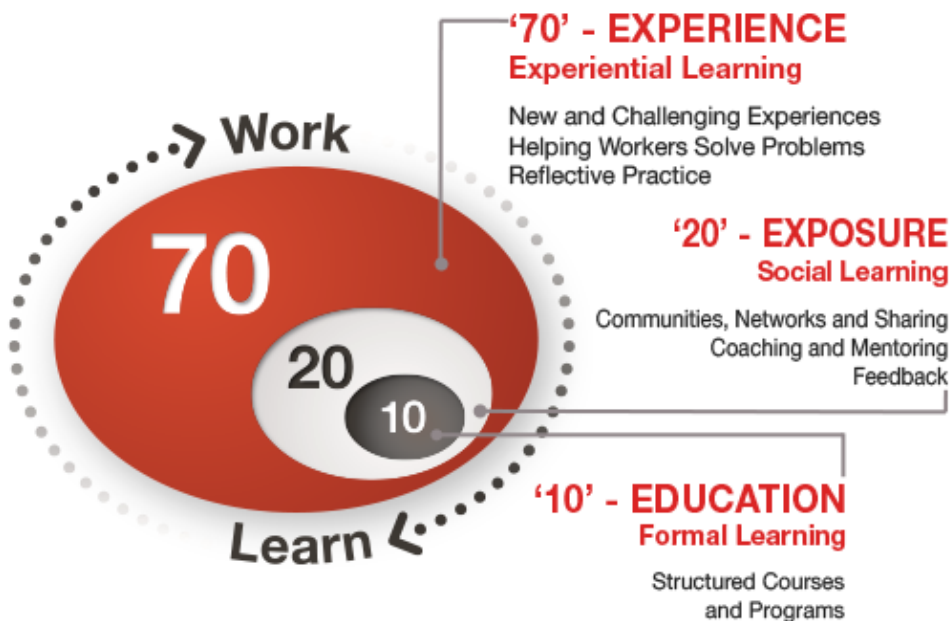 ‘70’ - EXPERIENCE
Experiential Learning
New and Challenging Experiences
Helping Workers Solve Problems
Reflective Practice
Work
70
20
10
Learn
‘20’ - EXPOSURE
Social Learning
Communities, Networks and Sharing
Coaching and Mentoring
Feedback
‘10’ - EDUCATION
Formal Learning
Structured Courses
and Programs